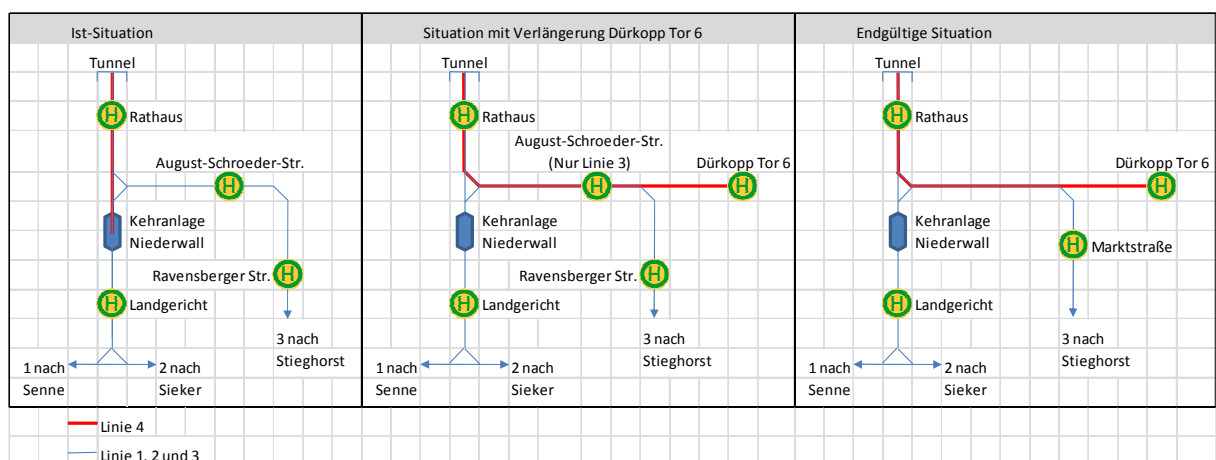 Ist-Situation
Tunnel
H
Rathaus
August-Schroeder-Str.
H
Kehranlage
Niederwall
Ravensberger Str.
H
H
Landgericht
3 nach
Stieghorst
1 nach
Senne
2 nach
Sieker
Situation mit Verlängerung Dürkopp Tor 6
Tunnel
H
Rathaus
August-Schroeder-Str.
(Nur Linie 3)
H
Dürkopp Tor 6
H
Kehranlage
Niederwall
Ravensberger Str.
H
H
Landgericht
3 nach
Stieghorst
1 nach
Senne
2 nach
Sieker
Endgültige Situation
Tunnel
H
Rathaus
Dürkopp Tor 6
H
Kehranlage
Niederwall
H
Marktstraße
H
Landgericht
3 nach
Stieghorst
1 nach
Senne
2 nach
Sieker
Linie 4
Linie 1, 2 und 3